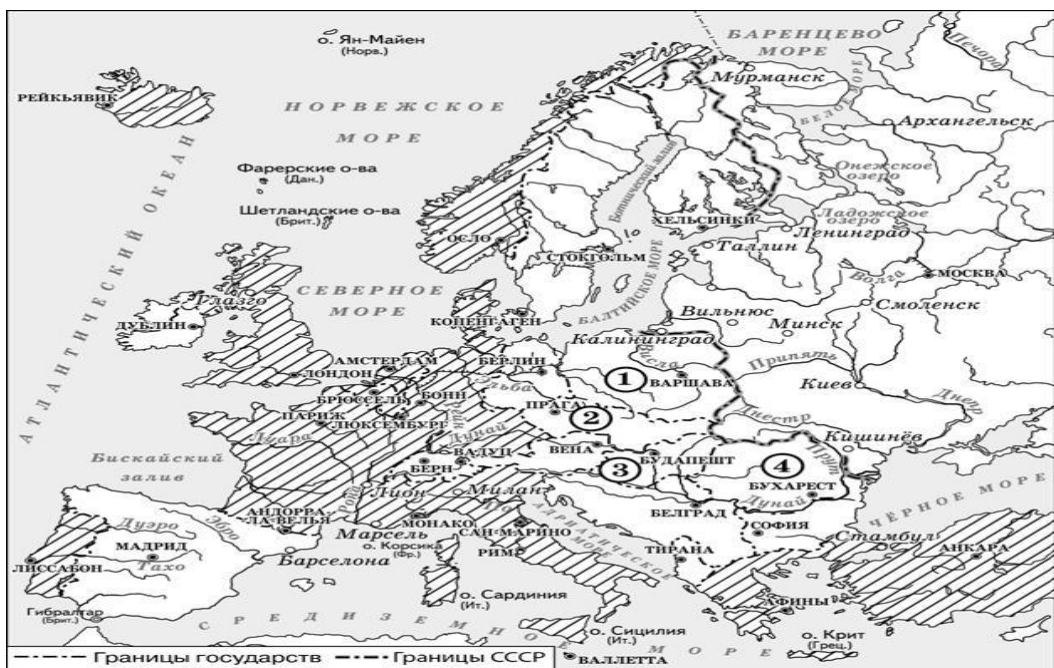 о. Ян-Майен
(Норв.)
БАРЕНЦЕВО
МОРЕ
Печора
Мурманск
РЕЙКЬЯВИК
НОРВЕЖСКОЕ
МОРЕ
БЕЛОЕ МОРЕ
Архангельск
Фарерские о-ва
(Дан.)
Ботнический залив
Онежское
озеро
Шетландские о-ва
(Брит.)
АТЛАНТИЧЕСКИЙ ОКЕАН
ХЕЛЬСИНКИ
Ладожское
озеро
ОСЛО
Ленинград
СТОКГОЛЬМ
Таллин
Волга
МОСКВА
СЕВЕРНОЕ
МОРЕ
БАЛТИЙСКОЕ МОРЕ
Глазго
Смоленск
ДУБЛИН
КОПЕНГАГЕН
Вильнюс
Минск
Калининград
АМСТЕРДАМ
БЕРЛИН
Висла
Припять
ЛОНДОН
Эльба
1
ВАРШАВА
Киев
БРЮССЕЛЬ
БОНН
ПРАГА
2
Днепр
ПАРИЖ
ЛЮКСЕМБУРГ
Рейн
Днестр
Луара
Дунай
Кишинёв
ВАДУЦ
ВЕНА
БУДАПЕШТ
Прут
Бискайский
залив
БЕРН
3
4
Лион
Милан
БУХАРЕСТ
Рона
По
Дунай
БЕЛГРАД
ЧЁРНОЕ МОРЕ
АНДОРРА-
ЛА-ВЕЛЬЯ
МОНАКО
САН-МАРИНО
АДРИАТИЧЕСКОЕ
МОРЕ
СОФИЯ
Дуэро
Эбро
Марсель
Стамбул
МАДРИД
о. Корсика
(Фр.)
РИМ
ТИРАНА
АНКАРА
ЛИССАБОН
Тахо
Барселона
о. Сардиния
(Ит.)
АФИНЫ
Гибралтар
(Брит.)
СРЕДИЗЕМНОЕ МОРЕ
о. Сицилия
(Ит.)
о. Крит
(Грец.)
ВАЛЛЕТТА
Границы государств
Границы СССР